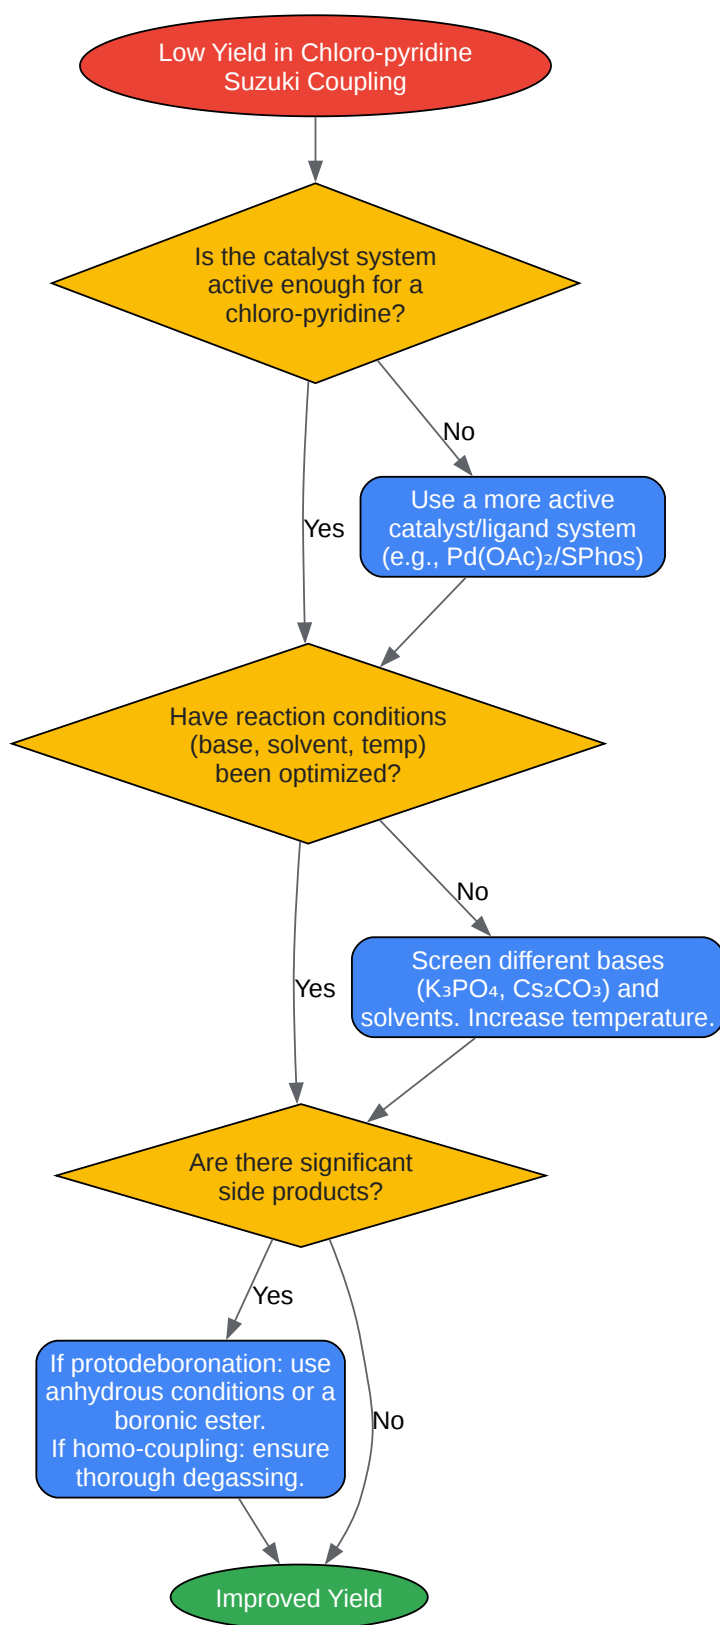 Low Yield in Chloro-pyridine
Suzuki Coupling
Is the catalyst system
active enough for a
chloro-pyridine?
No
Yes
Use a more active
catalyst/ligand system
(e.g., Pd(OAc)₂/SPhos)
Have reaction conditions
(base, solvent, temp)
been optimized?
No
Yes
Screen different bases
(K₃PO₄, Cs₂CO₃) and
solvents. Increase temperature.
Are there significant
side products?
Yes
If protodeboronation: use
anhydrous conditions or a
boronic ester.
If homo-coupling: ensure
thorough degassing.
No
Improved Yield